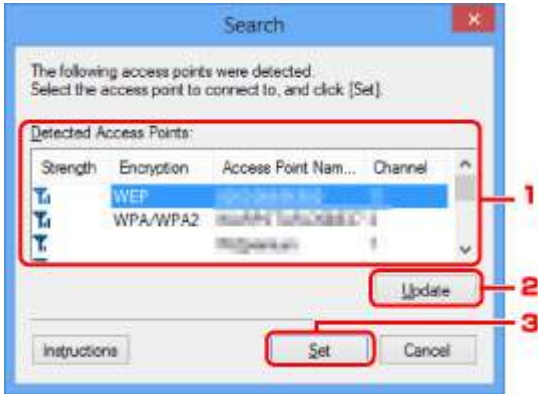 Search
The following access points were detected.
Select the access point to connect to, and click [Set].
Detected Access Points:
Strength Encryption Access Point Nam... Channel
WEP
WPA/WPA2
1
Update
2
3
Instructions Set Cancel